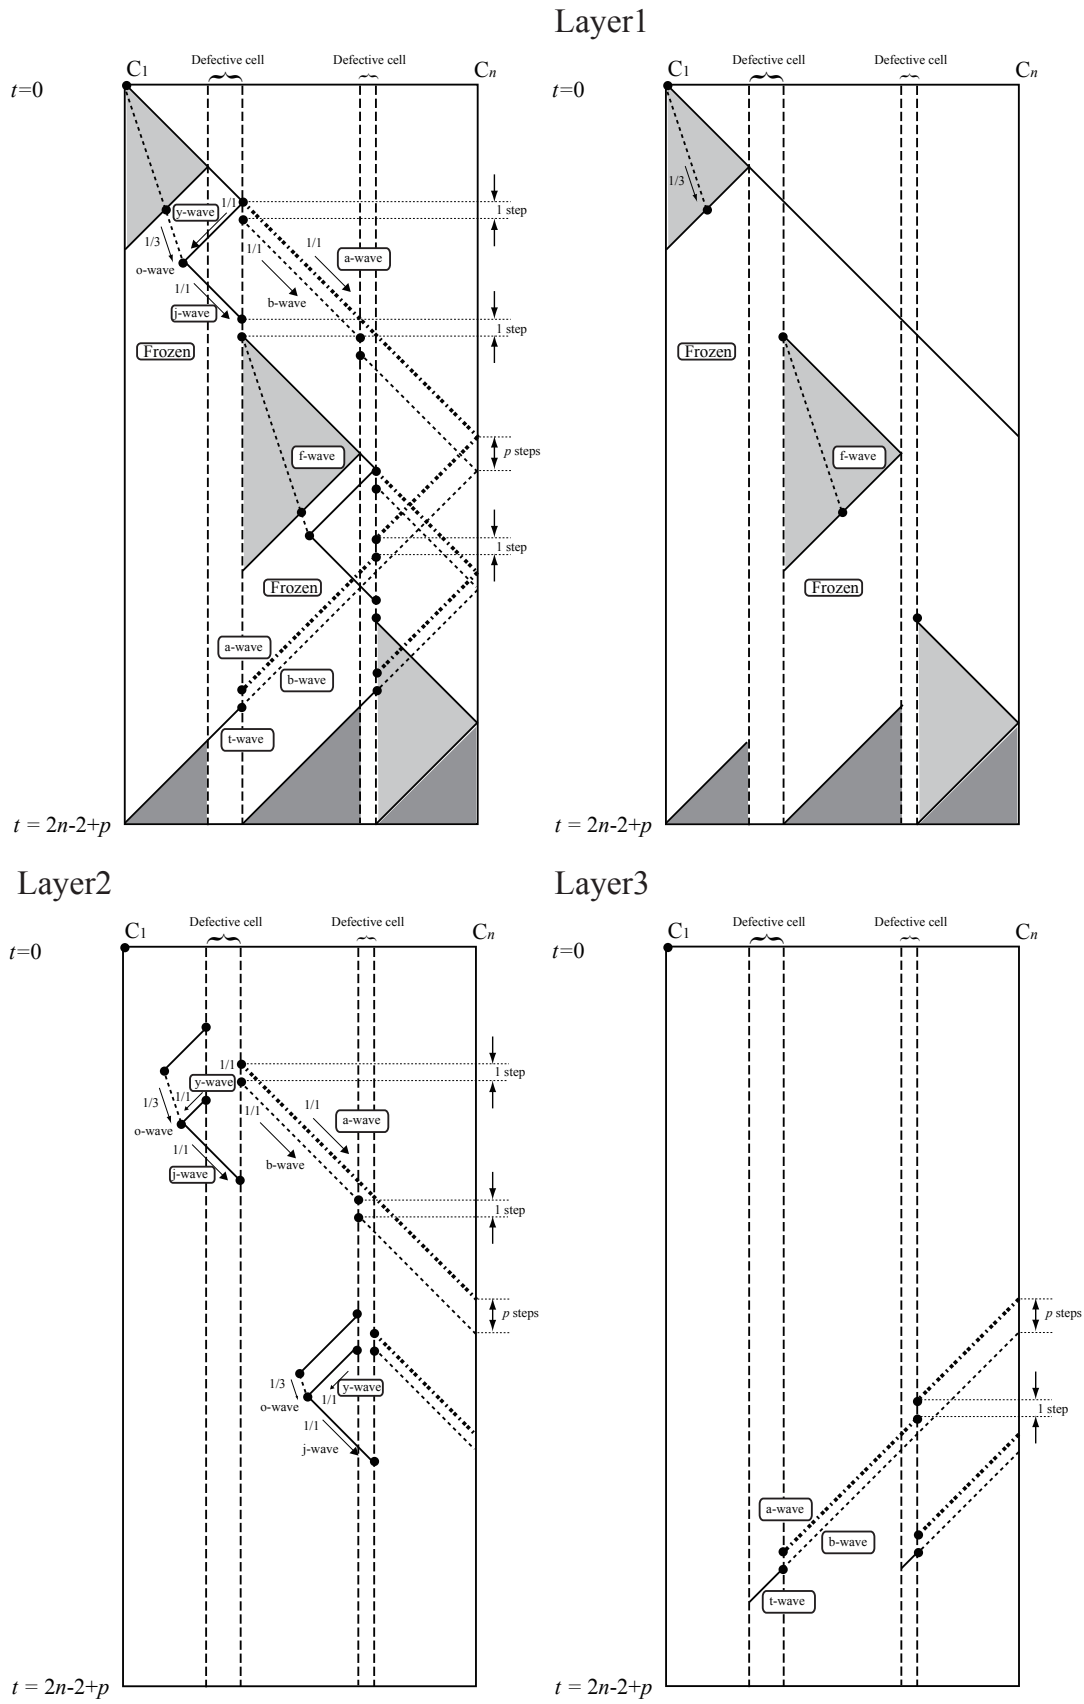 Layer1
Defective cell
Defective cell
C1
Cn
t=0
1/1
y-wave
1 step
1/3
1/1
1/1
a-wave
o-wave
b-wave
1/1
j-wave
1 step
Frozen
f-wave
p steps
1 step
Frozen
a-wave
b-wave
t-wave
t = 2n-2+p
Defective cell
Defective cell
C1
Cn
t=0
1/3
Frozen
f-wave
Frozen
t = 2n-2+p
Layer2
Defective cell
Defective cell
C1
Cn
t=0
1/1
1 step
y-wave
1/3
1/1
1/1
1/1
a-wave
o-wave
1/1
b-wave
j-wave
1 step
p steps
1/3
y-wave
1/1
o-wave
1/1
j-wave
t = 2n-2+p
Layer3
Defective cell
Defective cell
C1
Cn
t=0
p steps
1 step
a-wave
b-wave
t-wave
t = 2n-2+p